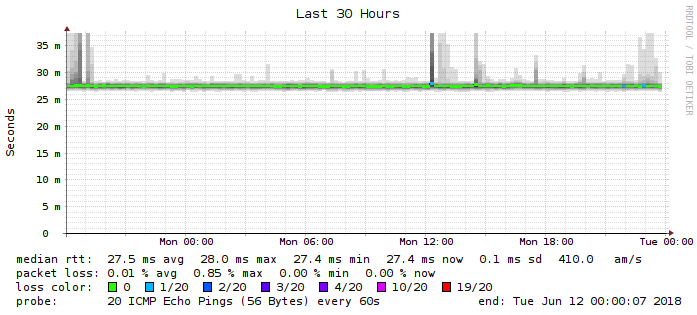 Last 30 Hours
RRDTOOL / TOBI OETIKER
Seconds
35 m
30 m
25 m
20 m
15 m
10 m
5 m
0
Mon 00:00 Mon 06:00 Mon 12:00 Mon 18:00 Tue 00:00
median rtt: 27.5 ms avg 28.0 ms max 27.4 ms min 27.4 ms now 0.1 ms sd 410.0 am/s
packet loss: 0.01 % avg 0.85 % max 0.00 % min 0.00 % now
loss color: 0 1/20 2/20 3/20 4/20 10/20 19/20
probe: 20 ICMP Echo Pings (56 Bytes) every 60s end: Tue Jun 12 00:00:07 2018